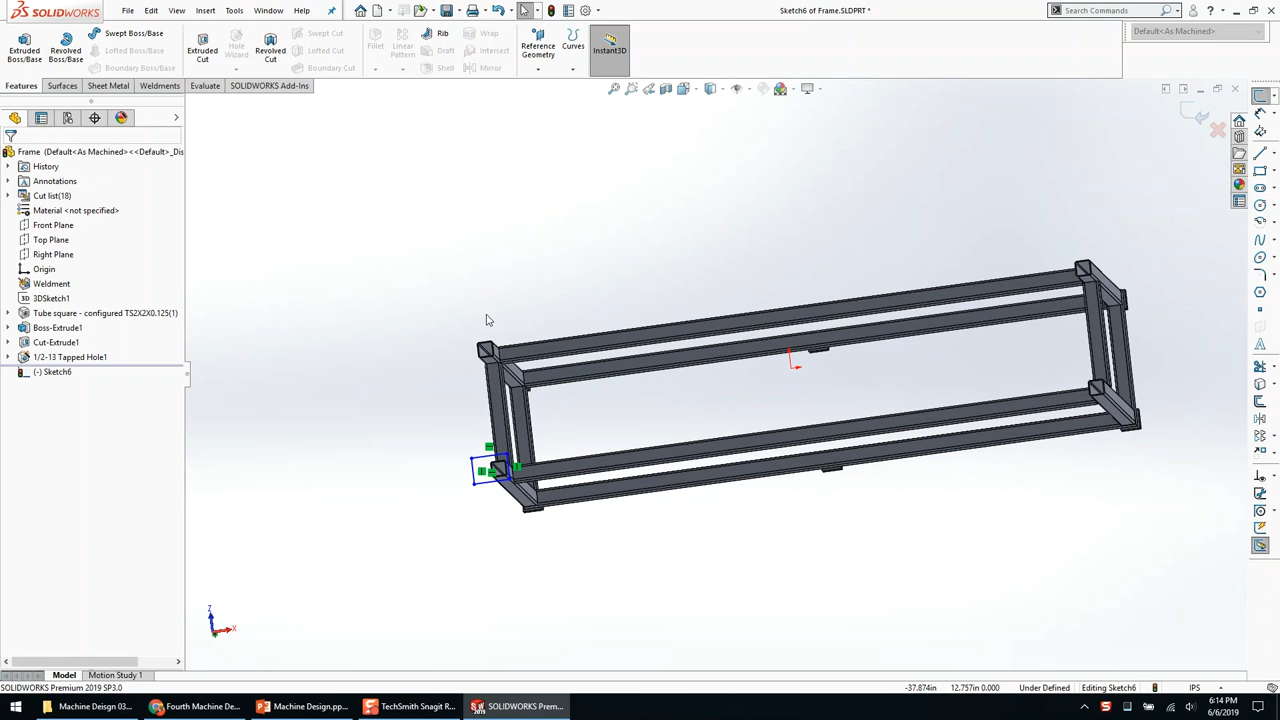 SOLIDWORKS
File
Edit
View
Insert
Tools
Window
Help
Sketch6 of Frame.SLDPRT *
Search Commands
Extruded Boss/Base
Revolved Boss/Base
Swept Boss/Base
Lofted Boss/Base
Boundary Boss/Base
Extruded Cut
Hole Wizard
Revolved Cut
Swept Cut
Lofted Cut
Boundary Cut
Fillet
Linear Pattern
Rib
Draft
Shell
Wrap
Intersect
Mirror
Reference Geometry
Curves
Instant3D
Default<As Machined>
Features
Surfaces
Sheet Metal
Weldments
Evaluate
SOLIDWORKS Add-Ins
Frame (Default<As Machined><<Default>_Dis
History
Annotations
Cut list(18)
Material <not specified>
Front Plane
Top Plane
Right Plane
Origin
Weldment
3D 3DSketch1
Tube square - configured TS2X2X0.125(1)
Boss-Extrude1
Cut-Extrude1
1/2-13 Tapped Hole1
(-) Sketch6
Z
X
Model
Motion Study 1
SOLIDWORKS Premium 2019 SP3.0
-37.874in
12.757in 0.000
Under Defined
Editing Sketch6
IPS
Machine Deisgn 03...
Fourth Machine De...
Machine Design.pp...
TechSmith Snagit R...
SOLIDWORKS Prem...
6:14 PM
6/6/2019